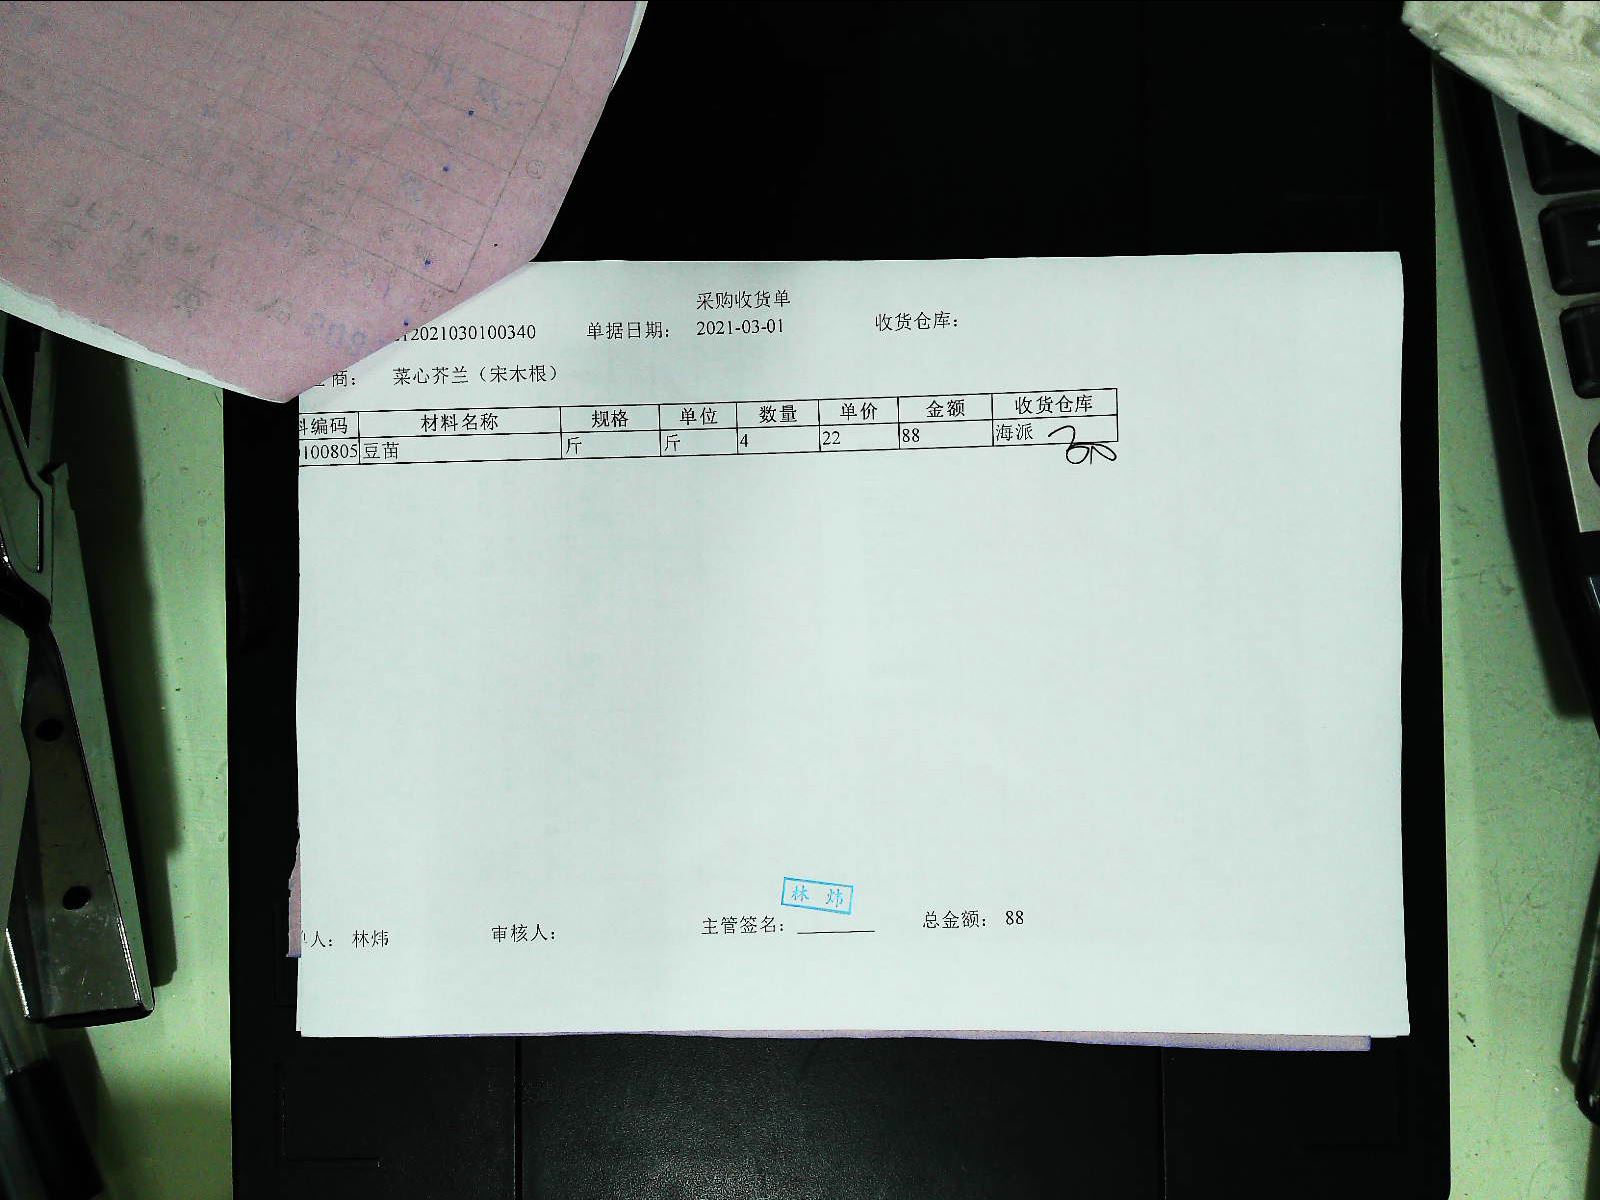 采购收货单
12021030100340 单据日期: 2021-03-01 收货仓库:
商: 菜心芥兰（宋木根）
料编码 材料名称 规格 单位 数量 单价 金额 收货仓库
100805 豆苗 斤 斤 4 22 88 海派
林炜
人: 林炜 审核人: 主管签名: 总金额: 88